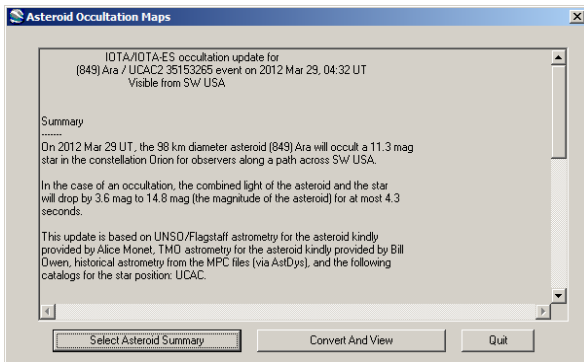 Asteroid Occultation Maps
IOTA/IOTA-ES occultation update for
(849) Ara / UCAC2 35153265 event on 2012 Mar 29, 04:32 UT
Visible from SW USA
Summary
-------
On 2012 Mar 29 UT, the 98 km diameter asteroid (849) Ara will occult a 11.3 mag
star in the constellation Orion for observers along a path across SW USA.
In the case of an occultation, the combined light of the asteroid and the star
will drop by 3.6 mag to 14.8 mag (the magnitude of the asteroid) for at most 4.3
seconds.
This update is based on UNSO/Flagstaff astrometry for the asteroid kindly
provided by Alice Monet, TMO astrometry for the asteroid kindly provided by Bill
Owen, historical astrometry from the MPC files (via AstDys), and the following
catalogs for the star position: UCAC.
Select Asteroid Summary
Convert And View
Quit